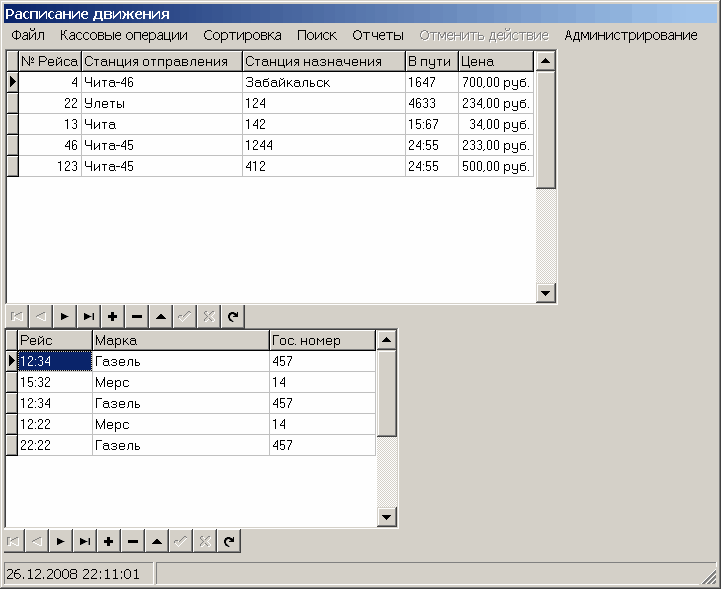 Расписание движения
Файл Кассовые операции Сортировка Поиск Отчеты Отменить действие Администрирование
№ Рейса Станция отправления Станция назначения В пути Цена
4 Чита-46 Забайкальск 1647 700,00 руб.
22 Улеты 124 4633 234,00 руб.
13 Чита 142 15:67 34,00 руб.
46 Чита-45 1244 24:55 233,00 руб.
123 Чита-45 412 24:55 500,00 руб.
Рейс Марка Гос. номер
12:34 Газель 457
15:32 Мерс 14
12:34 Газель 457
12:22 Мерс 14
22:22 Газель 457
26.12.2008 22:11:01